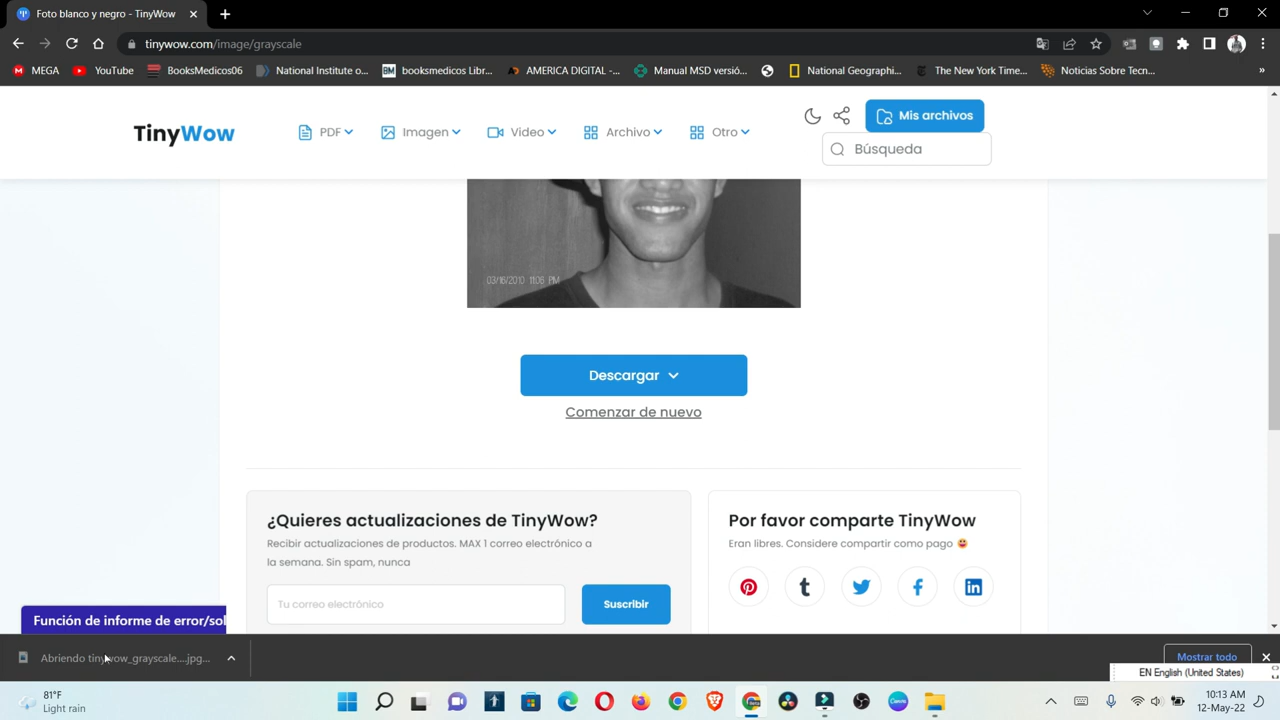 Foto blanco y negro - TinyWow
tinywow.com/image/grayscale
MEGA
YouTube
BooksMedicos06
National Institute o...
booksmedicos Libr...
AMERICA DIGITAL -...
Manual MSD versió...
National Geographi...
The New York Time...
Noticias Sobre Tecn...
TinyWow
PDF
Imagen
Video
Archivo
Otro
Mis archivos
Búsqueda
03/16/2010 11:06 PM
Descargar
Comenzar de nuevo
¿Quieres actualizaciones de TinyWow?
Recibir actualizaciones de productos. MAX 1 correo electrónico a
la semana. Sin spam, nunca
Tu correo electrónico
Suscribir
Por favor comparte TinyWow
Eran libres. Considere compartir como pago
Función de informe de error/sol
Abriendo tinywow_grayscale....jpg...
Mostrar todo
EN English (United States)
81°F
Light rain
10:13 AM
12-May-22